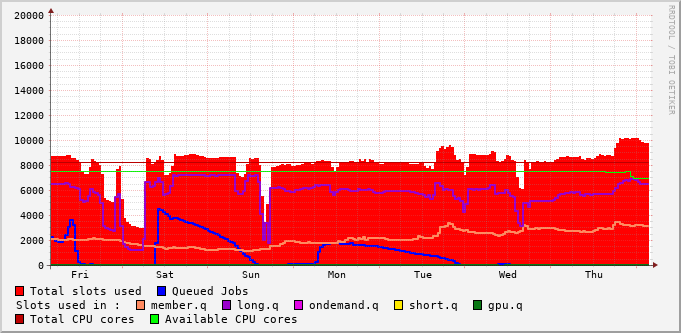 20000
18000
16000
14000
12000
10000
8000
6000
4000
2000
0
Fri Sat Sun Mon Tue Wed Thu
RRDTOOL / TOBI OETIKER
Total slots used Queued Jobs
Slots used in : member.q long.q ondemand.q short.q gpu.q
Total CPU cores Available CPU cores